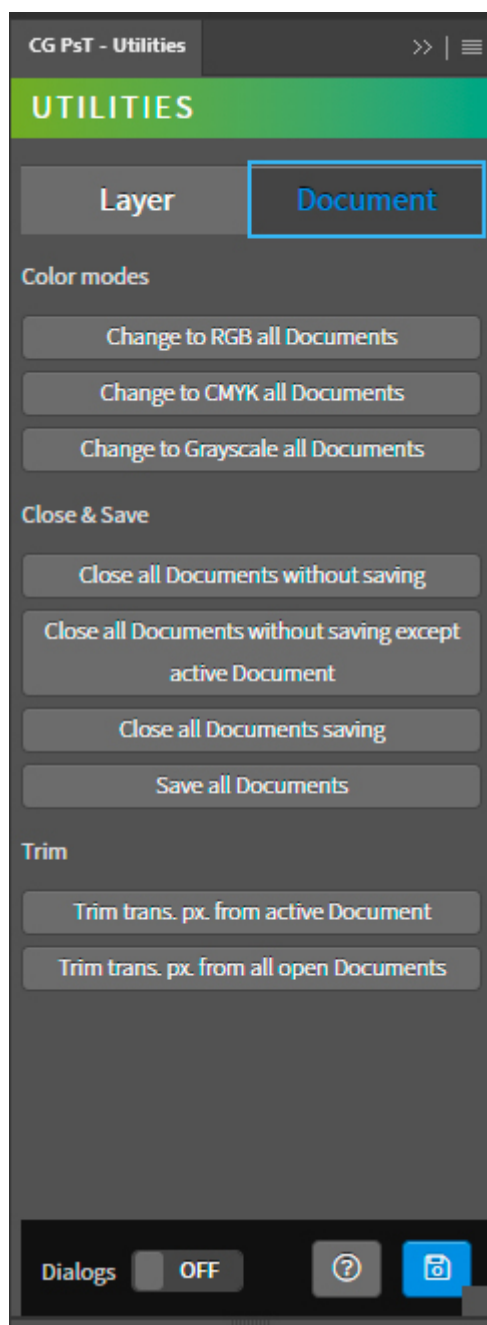 CG PsT - Utilities
UTILITIES
Layer
Document
Color modes
Change to RGB all Documents
Change to CMYK all Documents
Change to Grayscale all Documents
Close & Save
Close all Documents without saving
Close all Documents without saving except
active Document
Close all Documents saving
Save all Documents
Trim
Trim trans. px. from active Document
Trim trans. px. from all open Documents
Dialogs OFF